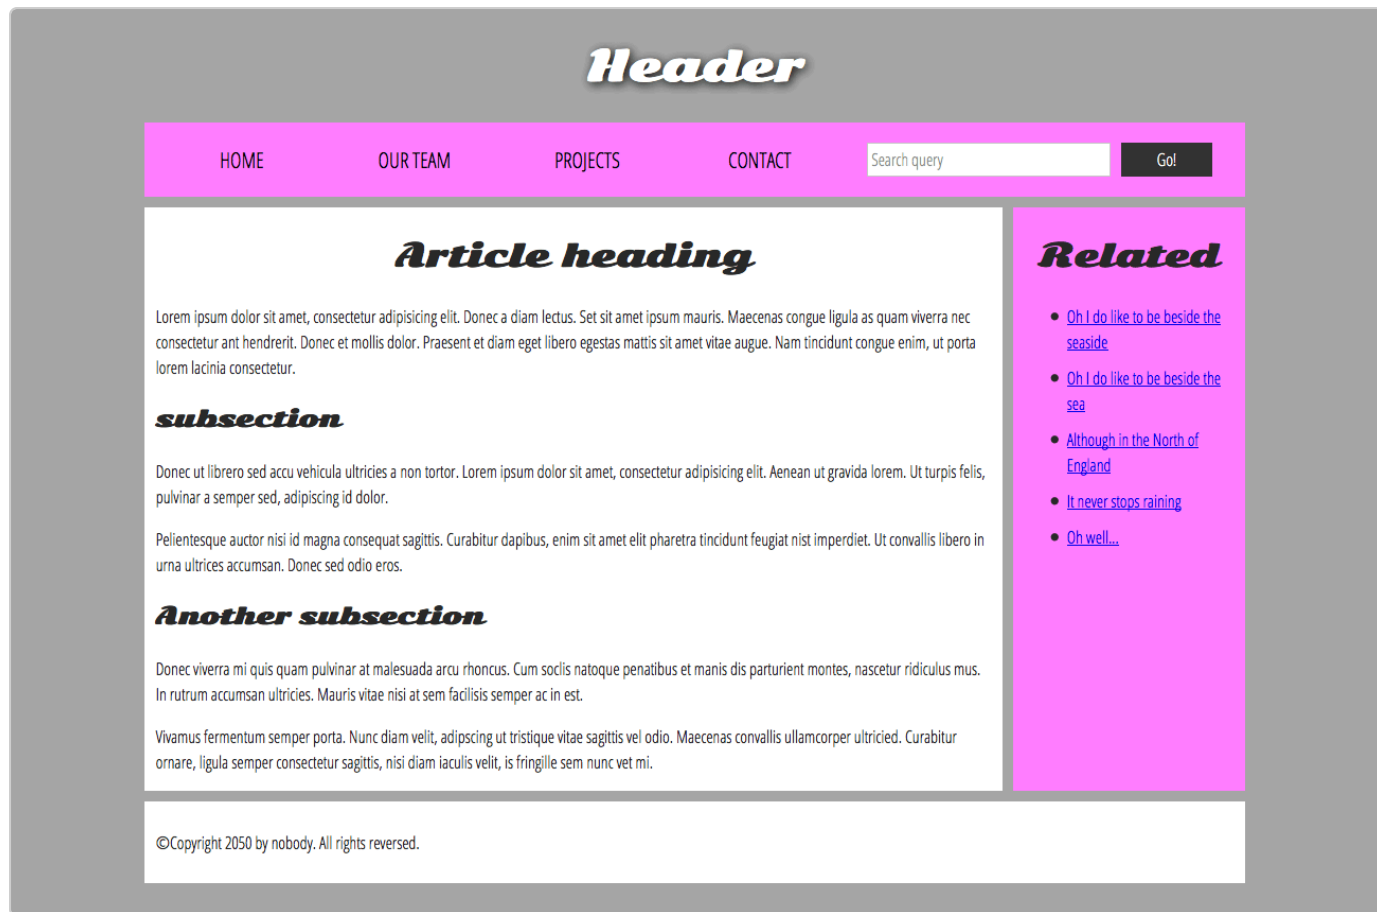 Header
HOME OUR TEAM PROJECTS CONTACT Search query Go!
Article heading
Lorem ipsum dolor sit amet, consectetur adipisicing elit. Donec a diam lectus. Set sit amet ipsum mauris. Maecenas congue ligula as quam viverra nec
consectetur ant hendrerit. Donec et mollis dolor. Praesent et diam eget libero egestas mattis sit amet vitae augue. Nam tincidunt congue enim, ut porta
lorem lacinia consectetur.
subsection
Donec ut librero sed accu vehicula ultricies a non tortor. Lorem ipsum dolor sit amet, consectetur adipisicing elit. Aenean ut gravida lorem. Ut turpis felis,
pulvinar a semper sed, adipiscing id dolor.
Pelientesque auctor nisi id magna consequat sagittis. Curabitur dapibus, enim sit amet elit pharetra tincidunt feugiat nist imperdiet. Ut convallis libero in
urna ultrices accumsan. Donec sed odio eros.
Another subsection
Donec viverra mi quis quam pulvinar at malesuada arcu rhoncus. Cum soclis natoque penatibus et manis dis parturient montes, nascetur ridiculus mus.
In rutrum accumsan ultricies. Mauris vitae nisi at sem facilisis semper ac in est.
Vivamus fermentum semper porta. Nunc diam velit, adipscing ut tristique vitae sagittis vel odio. Maecenas convallis ullamcorper ultricied. Curabitur
ornare, ligula semper consectetur sagittis, nisi diam iaculis velit, is fringille sem nunc vet mi.
Related
• Oh I do like to be beside the
seaside
• Oh I do like to be beside the
sea
• Although in the North of
England
• It never stops raining
• Oh well...
©Copyright 2050 by nobody. All rights reversed.